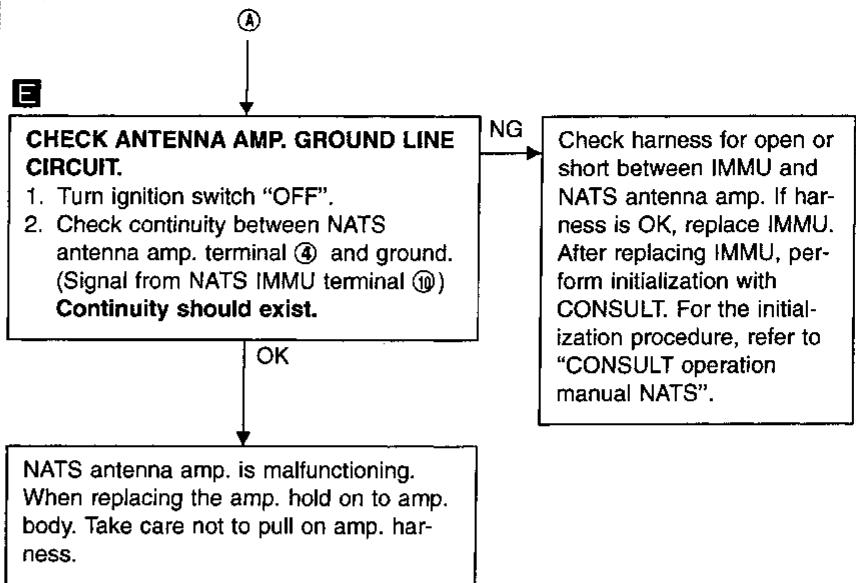 Ⓐ
E
CHECK ANTENNA AMP. GROUND LINE
CIRCUIT.
1. Turn ignition switch “OFF”.
2. Check continuity between NATS
antenna amp. terminal ④ and ground.
(Signal from NATS IMMU terminal ⑩)
Continuity should exist.
NG
Check harness for open or
short between IMMU and
NATS antenna amp. If har-
ness is OK, replace IMMU.
After replacing IMMU, per-
form initialization with
CONSULT. For the initial-
ization procedure, refer to
“CONSULT operation
manual NATS”.
OK
NATS antenna amp. is malfunctioning.
When replacing the amp. hold on to amp.
body. Take care not to pull on amp. har-
ness.